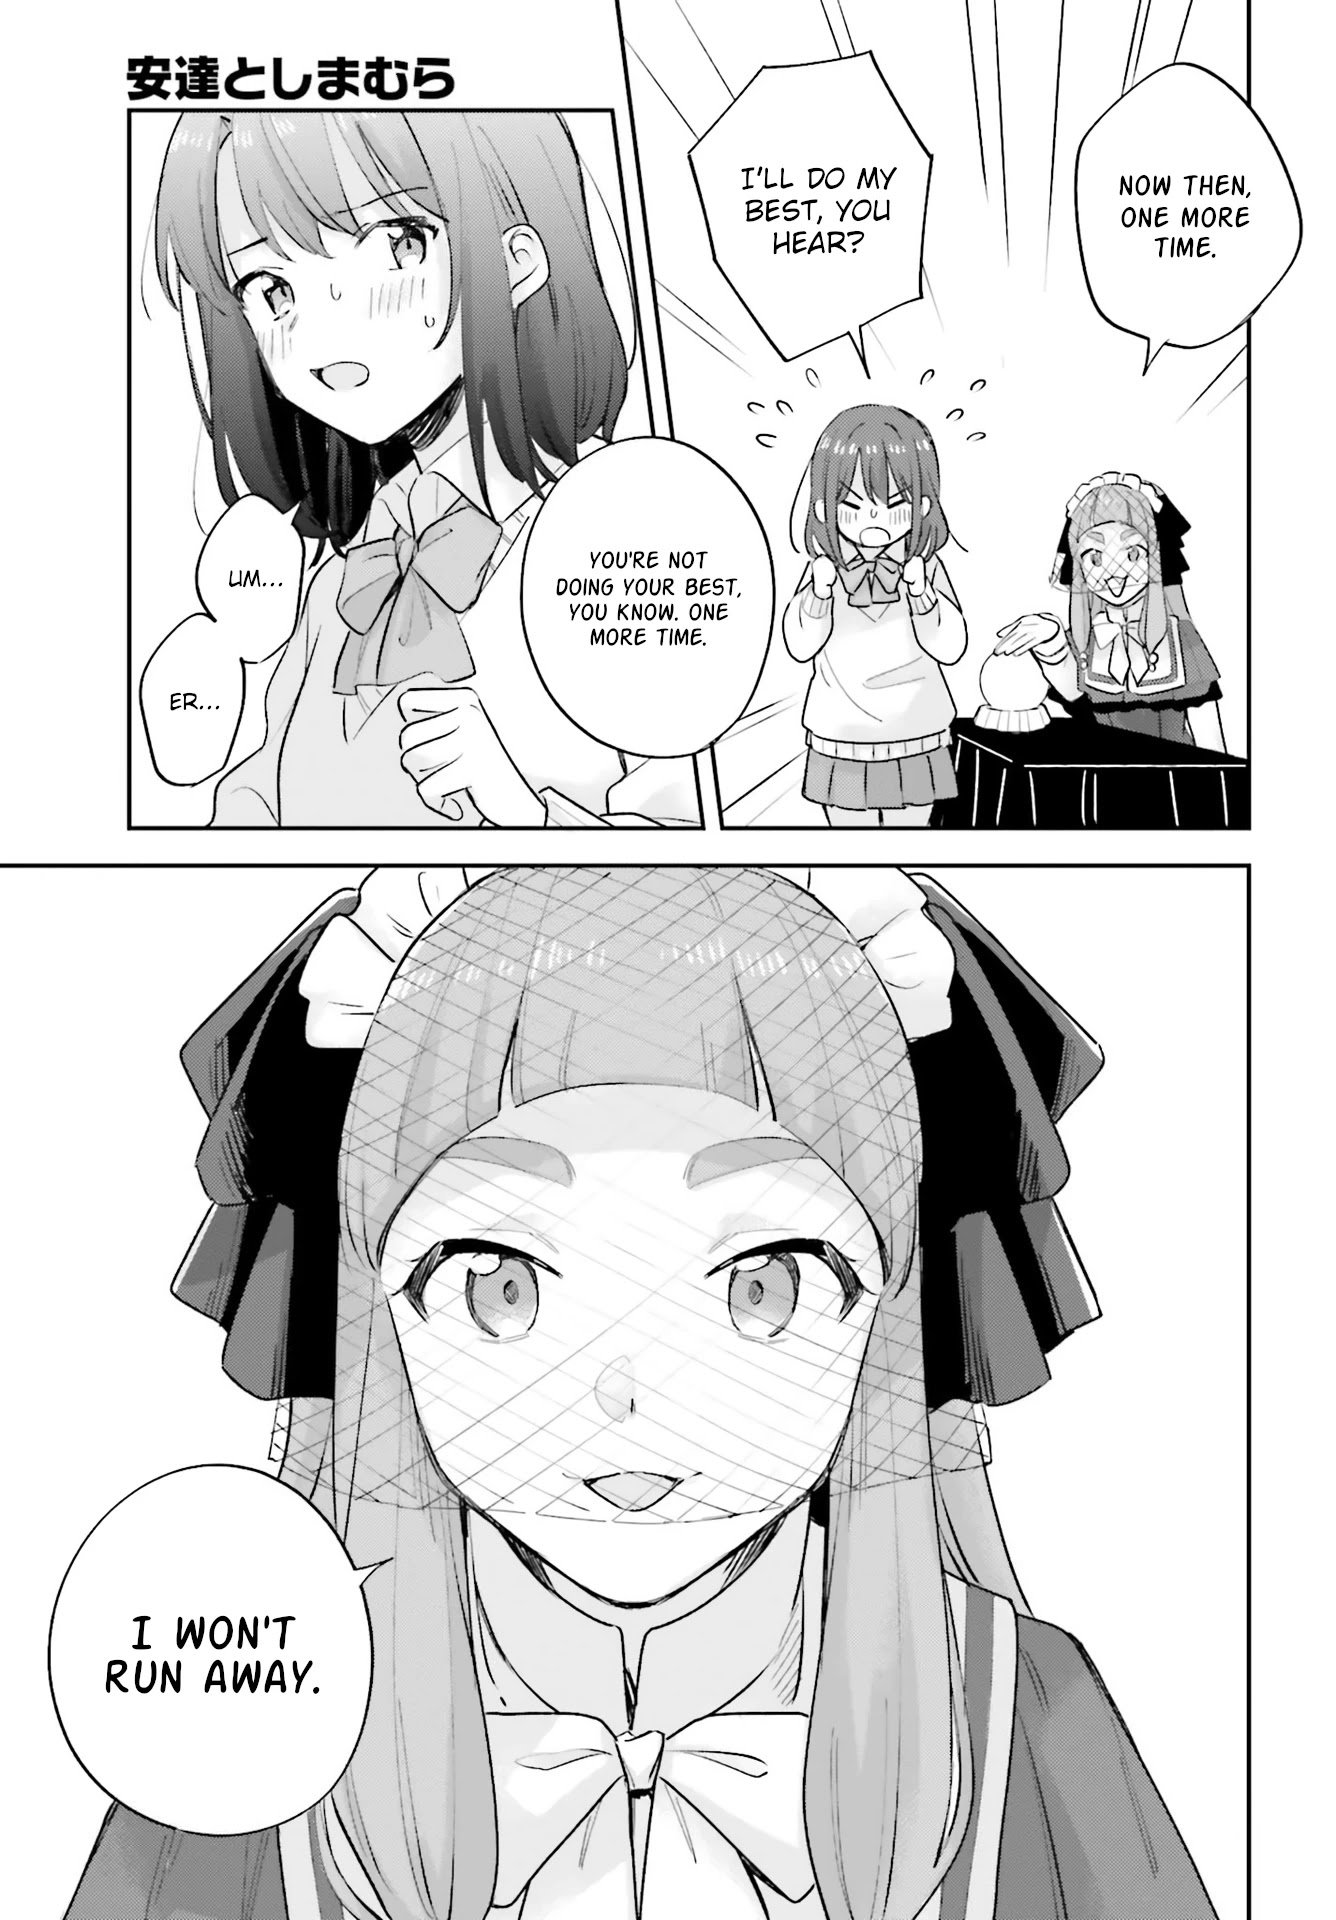 安達としまむら
NOW THEN,
ONE MORE
TIME.
I'LL DO MY
BEST, YOU
HEAR?
YOU'RE NOT
DOING YOUR BEST,
YOU KNOW. ONE
MORE TIME.
UM...
ER...
I WON'T
RUN AWAY.